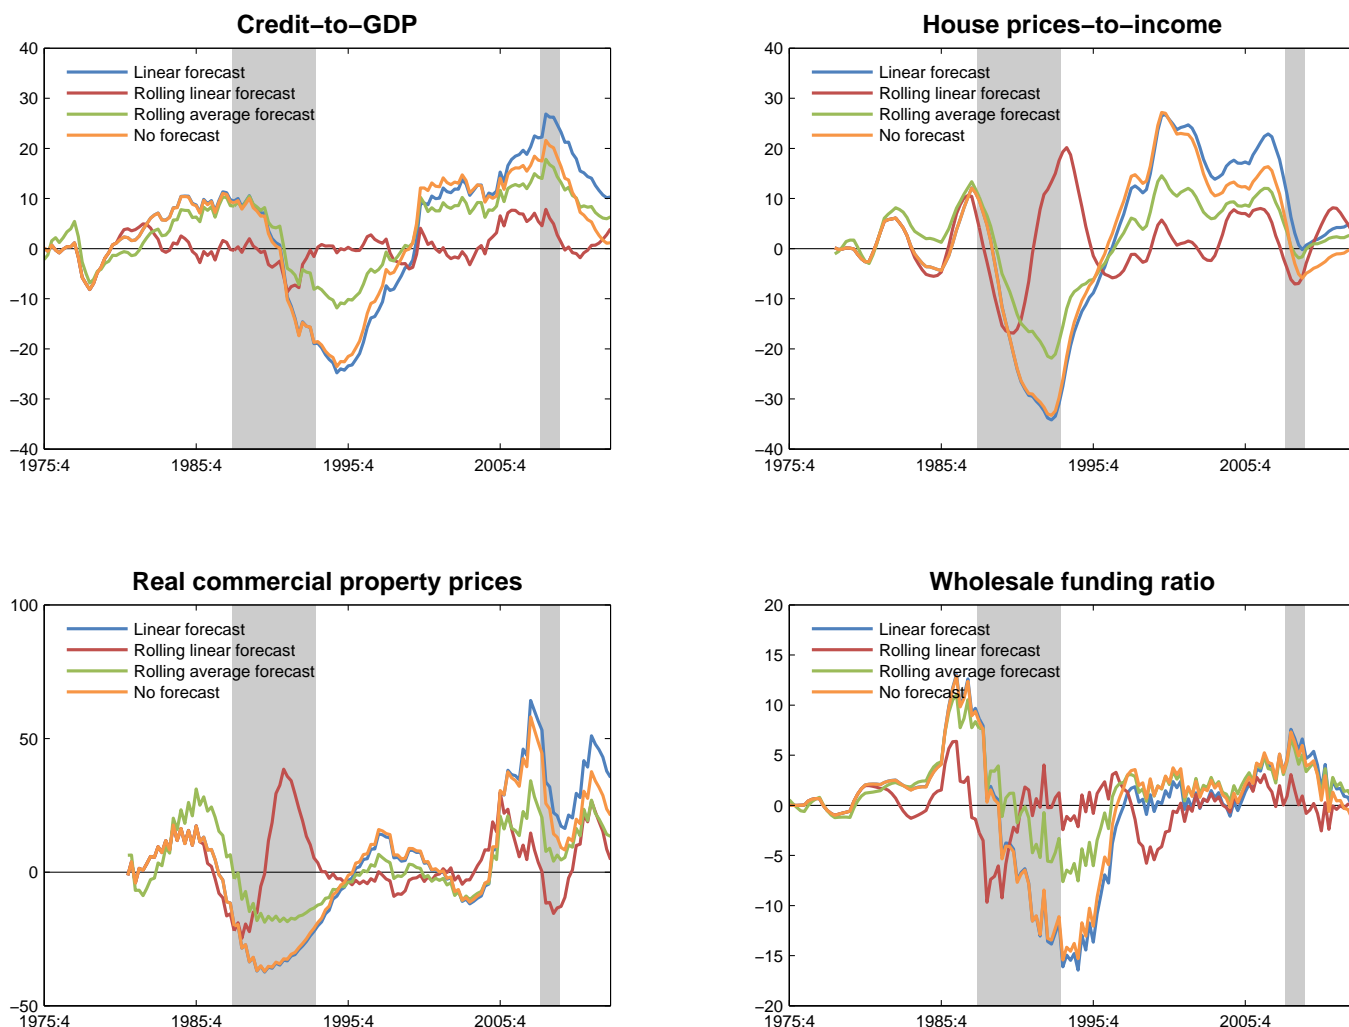 Credit−to−GDP
40
30
20
10
0
−10
−20
−30
−40
1975:4 1985:4 1995:4 2005:4
Linear forecast
Rolling linear forecast
Rolling average forecast
No forecast
House prices−to−income
40
30
20
10
0
−10
−20
−30
−40
1975:4 1985:4 1995:4 2005:4
Linear forecast
Rolling linear forecast
Rolling average forecast
No forecast
Real commercial property prices
100
50
0
−50
1975:4 1985:4 1995:4 2005:4
Linear forecast
Rolling linear forecast
Rolling average forecast
No forecast
Wholesale funding ratio
20
15
10
5
0
−5
−10
−15
−20
1975:4 1985:4 1995:4 2005:4
Linear forecast
Rolling linear forecast
Rolling average forecast
No forecast